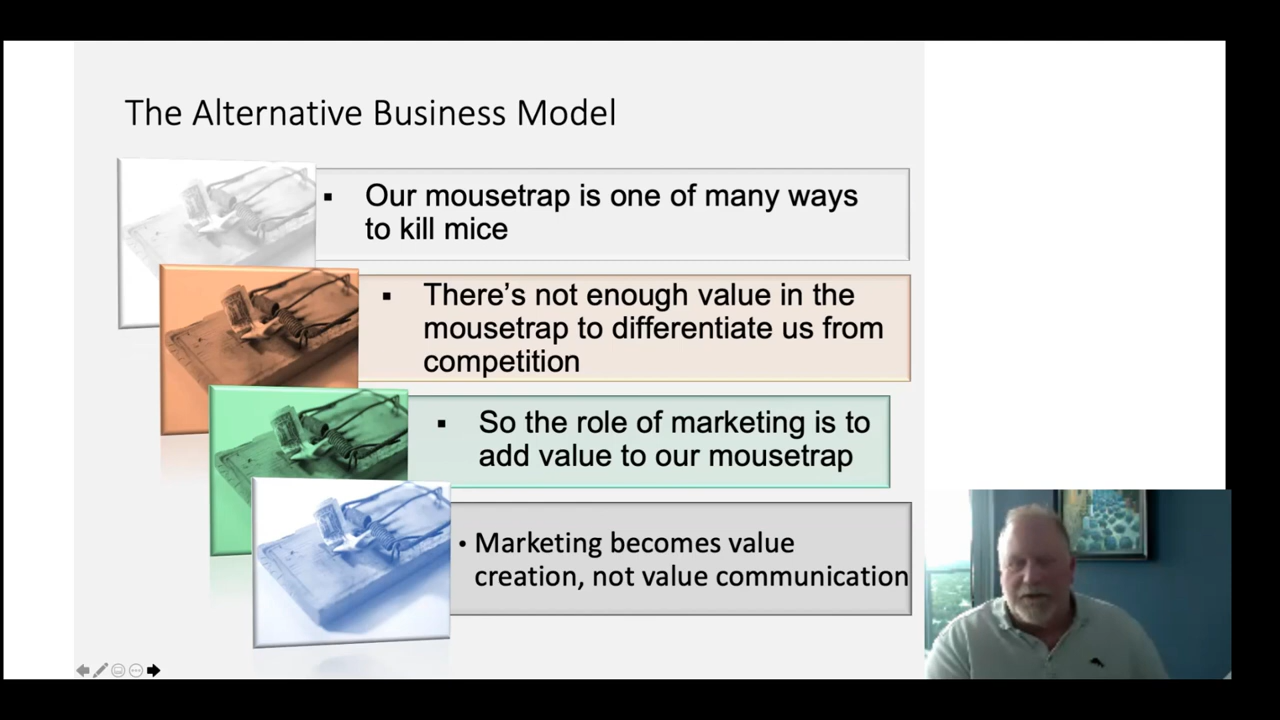 The Alternative Business Model
▪ Our mousetrap is one of many ways
to kill mice
▪ There’s not enough value in the
mousetrap to differentiate us from
competition
▪ So the role of marketing is to
add value to our mousetrap
• Marketing becomes value
creation, not value communication